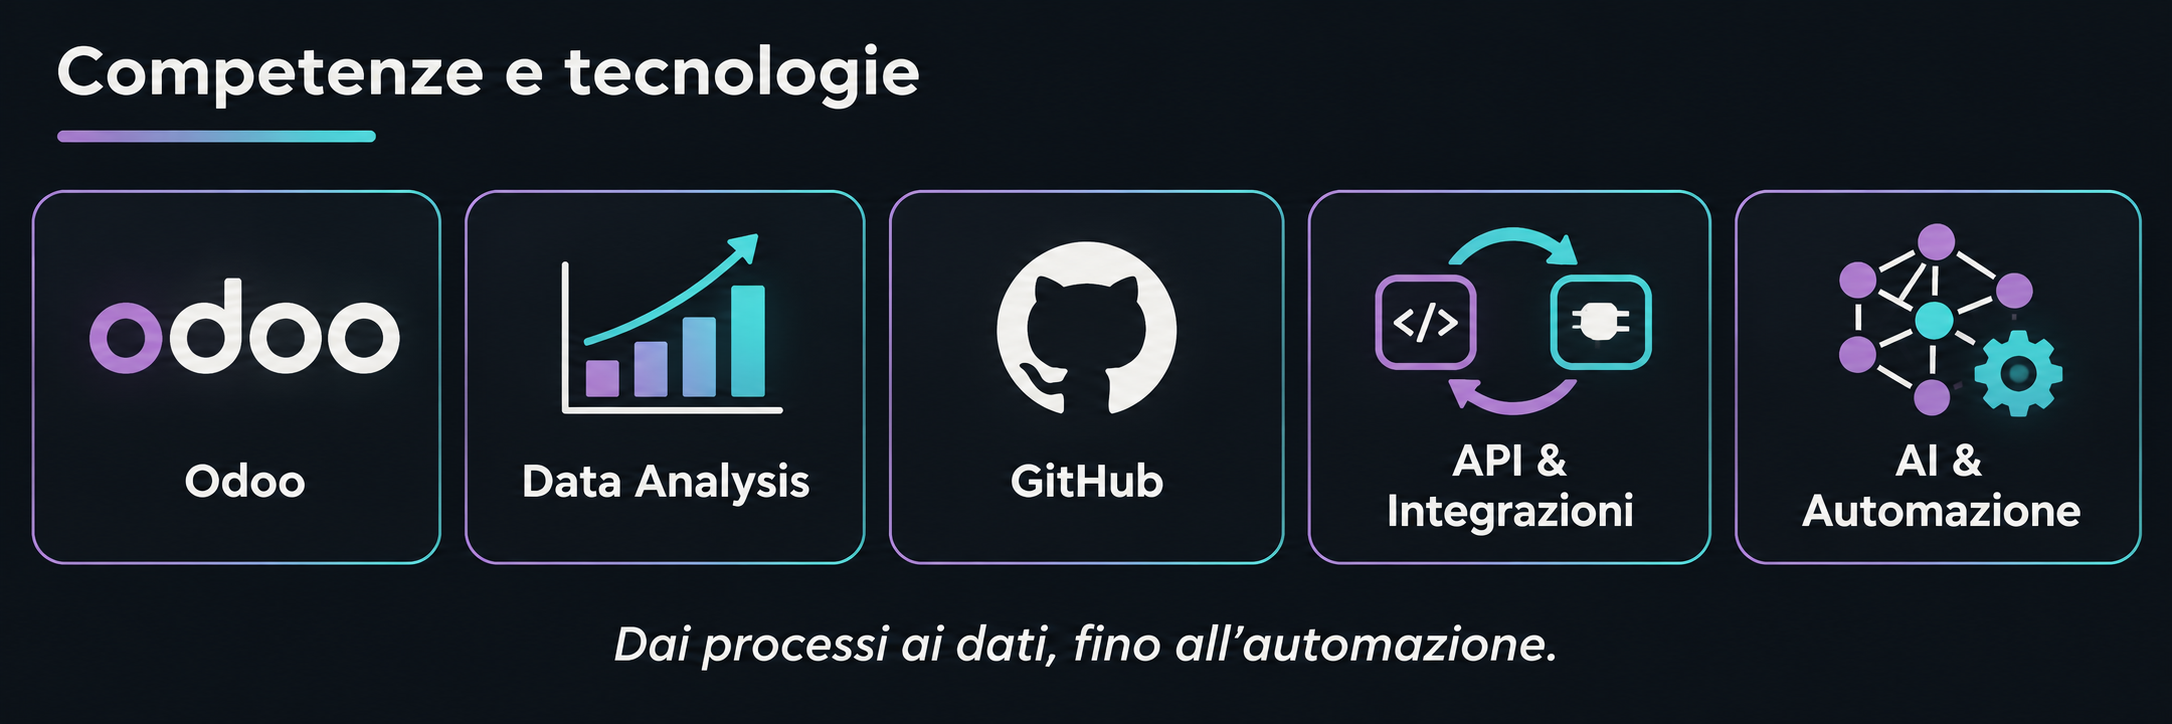 Competenze e tecnologie
odoo
</>
Odoo
Data Analysis
GitHub
API &
Integrazioni
AI &
Automazione
Dai processi ai dati, fino all’automazione.